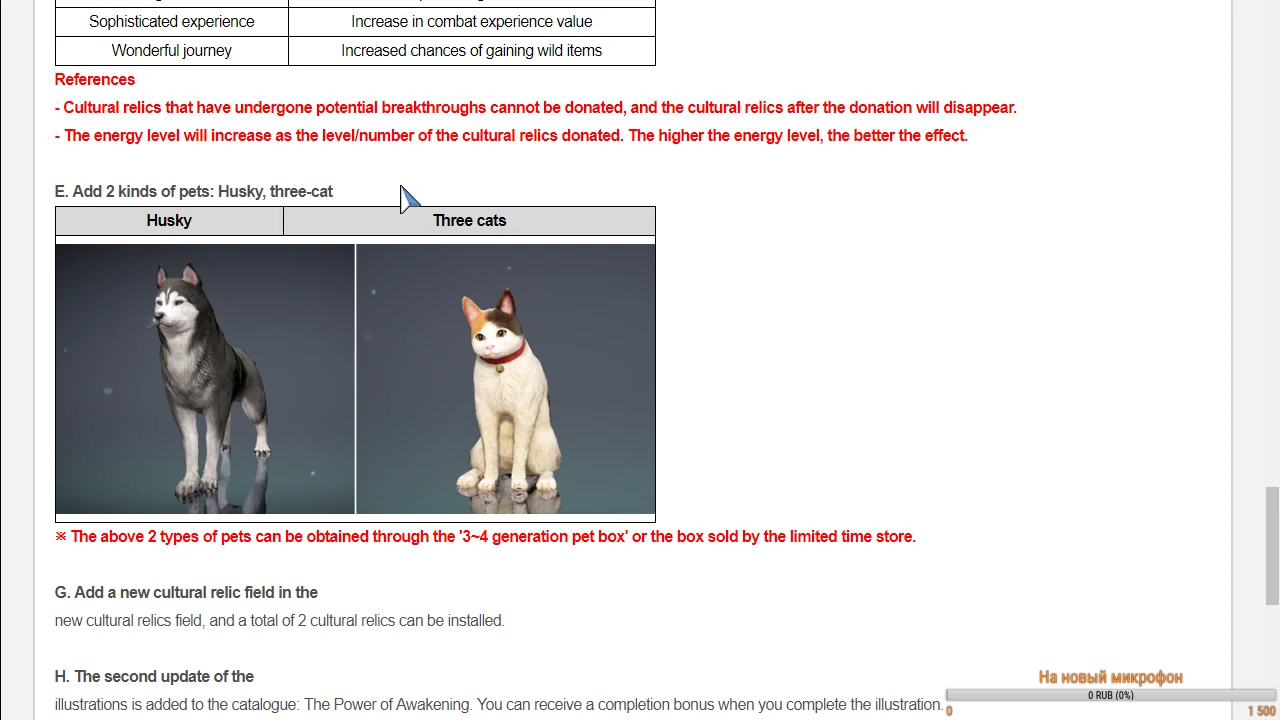 Sophisticated experience
Increase in combat experience value
Wonderful journey
Increased chances of gaining wild items
References
- Cultural relics that have undergone potential breakthroughs cannot be donated, and the cultural relics after the donation will disappear.
- The energy level will increase as the level/number of the cultural relics donated. The higher the energy level, the better the effect.
E. Add 2 kinds of pets: Husky, three-cat
Husky
Three cats
※ The above 2 types of pets can be obtained through the '3~4 generation pet box' or the box sold by the limited time store.
G. Add a new cultural relic field in the
new cultural relics field, and a total of 2 cultural relics can be installed.
H. The second update of the
illustrations is added to the catalogue: The Power of Awakening. You can receive a completion bonus when you complete the illustration.
На новый микрофон
0 RUB (0%)
0
1 500